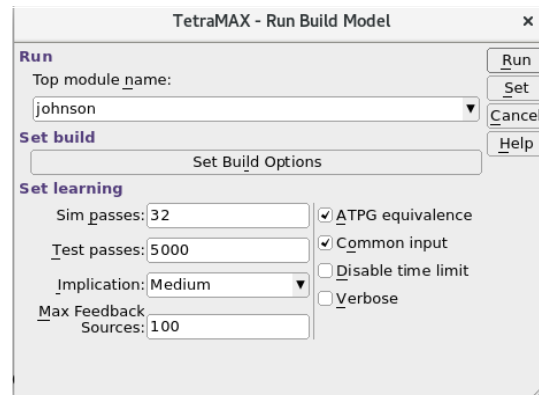 TetraMAX - Run Build Model ×
Run
Top module name:
johnson
Run
Set
Cancel
Help
Set build
Set Build Options
Set learning
Sim passes: 32
Test passes: 5000
Implication: Medium
Max Feedback
Sources: 100
ATPG equivalence
Common input
Disable time limit
Verbose